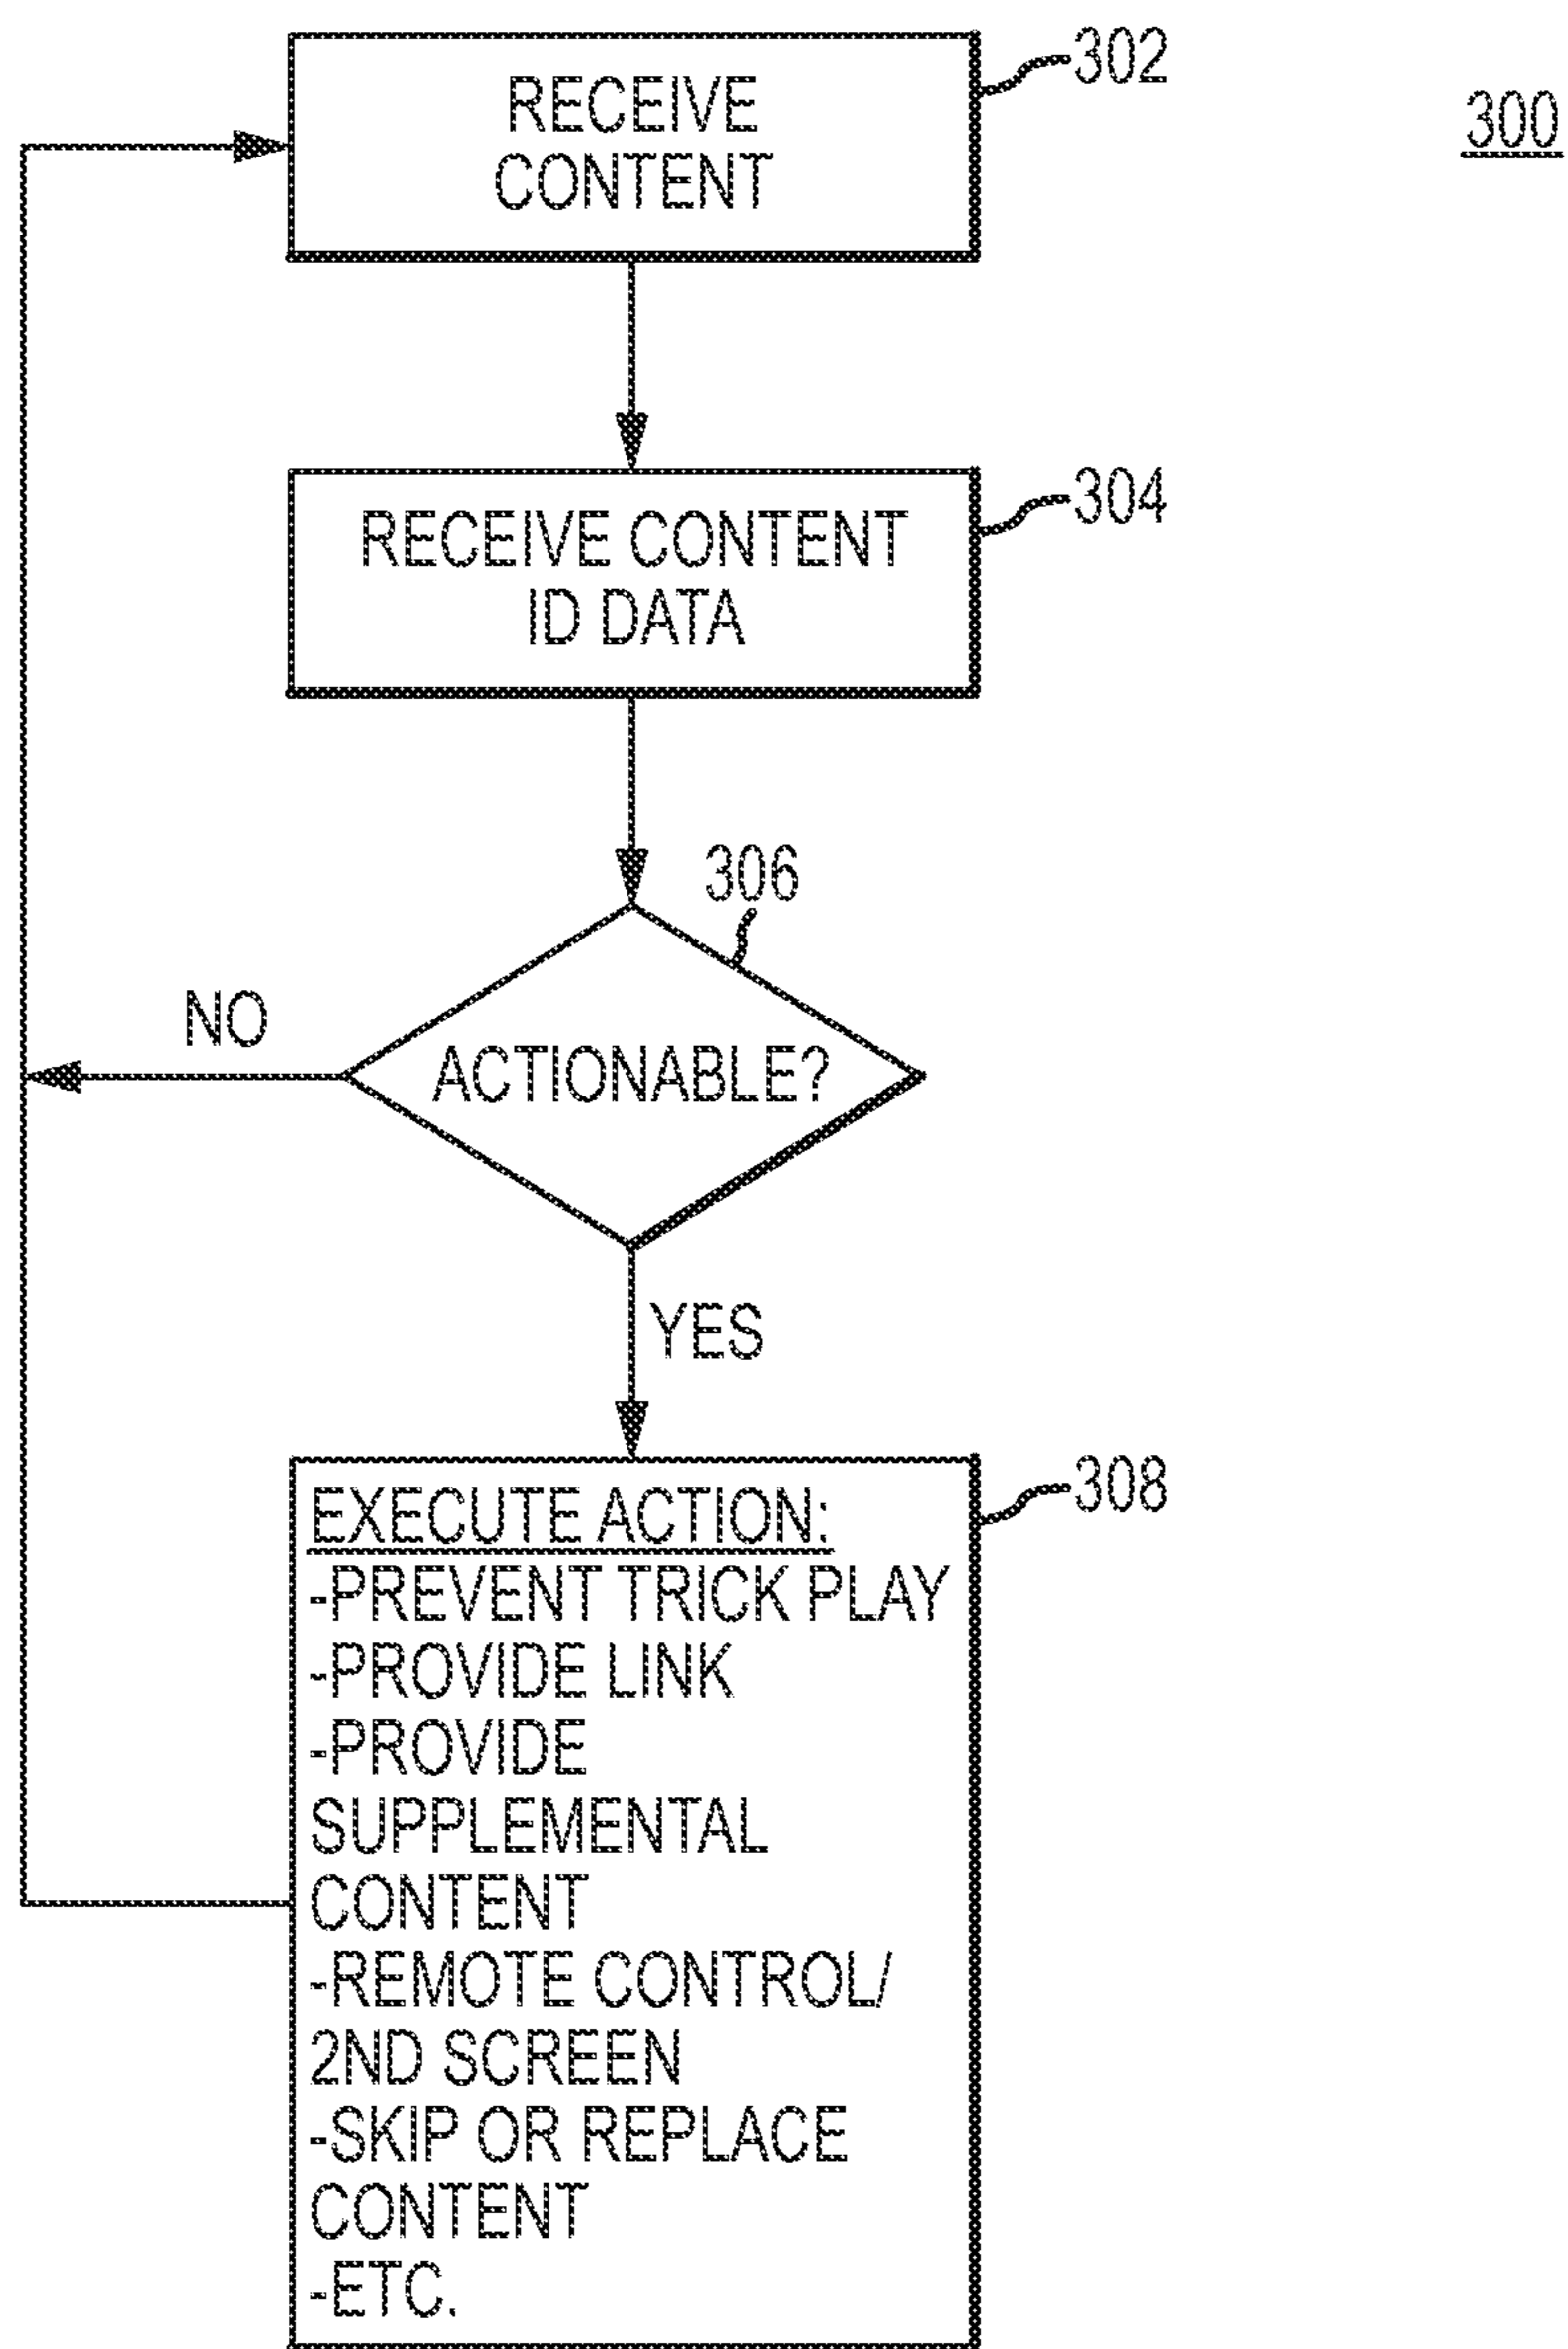 302
300
RECEIVE
CONTENT
304
RECEIVE CONTENT
ID DATA
306
NO
ACTIONABLE?
YES
308
EXECUTE ACTION:
-PREVENT TRICK PLAY
-PROVIDE LINK
-PROVIDE
SUPPLEMENTAL
CONTENT
-REMOTE CONTROL/
2ND SCREEN
-SKIP OR REPLACE
CONTENT
-ETC.